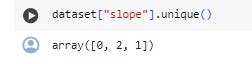 dataset["slope"].unique()
array([0, 2, 1])